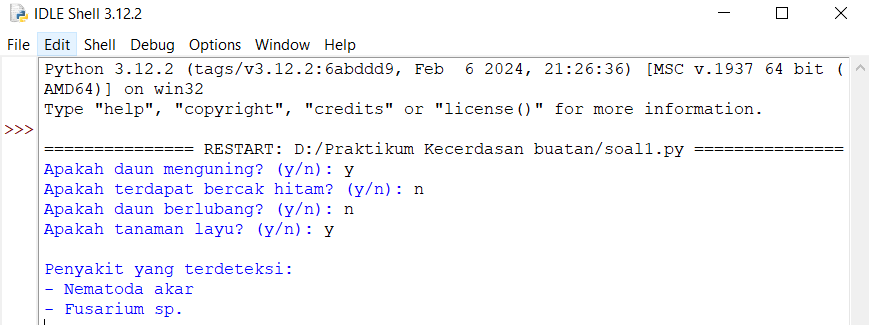 IDLE Shell 3.12.2
File Edit Shell Debug Options Window Help
Python 3.12.2 (tags/v3.12.2:6abddd9, Feb  6 2024, 21:26:36) [MSC v.1937 64 bit (
AMD64)] on win32
Type "help", "copyright", "credits" or "license()" for more information.
>>>
=============== RESTART: D:/Praktikum Kecerdasan buatan/soal1.py ===============
Apakah daun menguning? (y/n): y
Apakah terdapat bercak hitam? (y/n): n
Apakah daun berlubang? (y/n): n
Apakah tanaman layu? (y/n): y
Penyakit yang terdeteksi:
- Nematoda akar
- Fusarium sp.